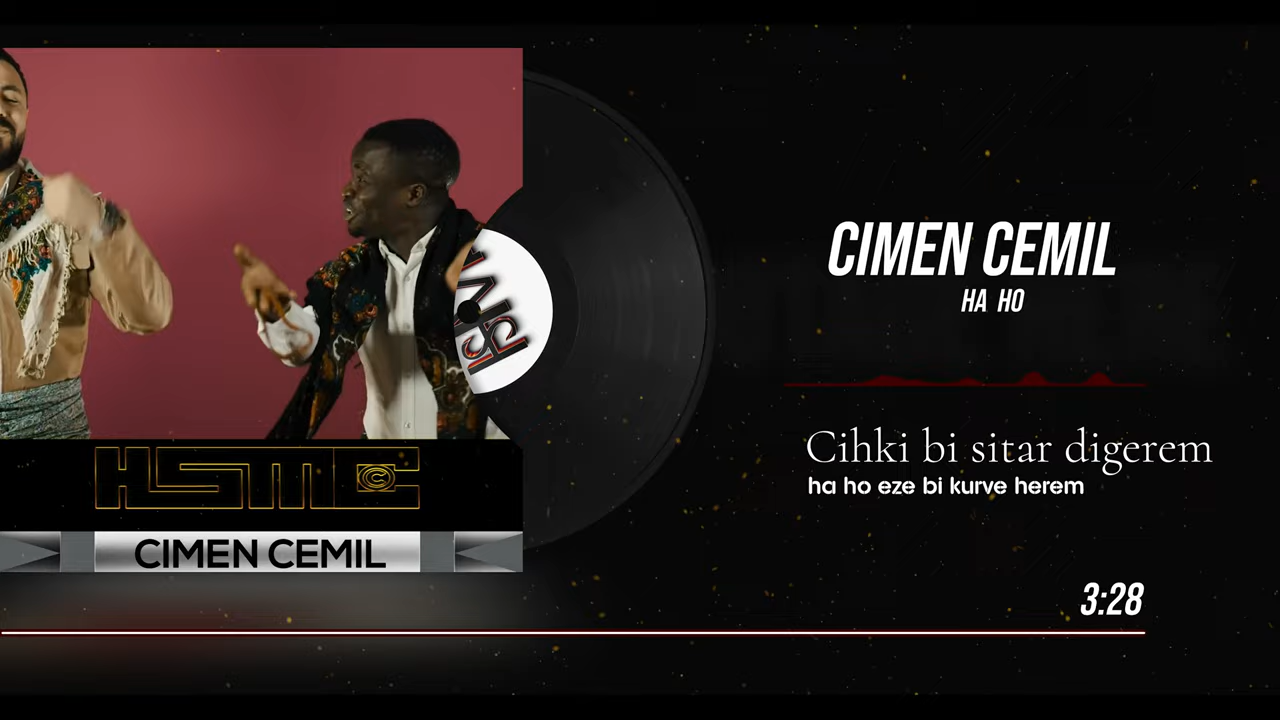 HSMC
CIMEN CEMIL
CIMEN CEMIL
HA HO
Cihki bi sitar digerem
ha ho eze bi kurve herem
3:28